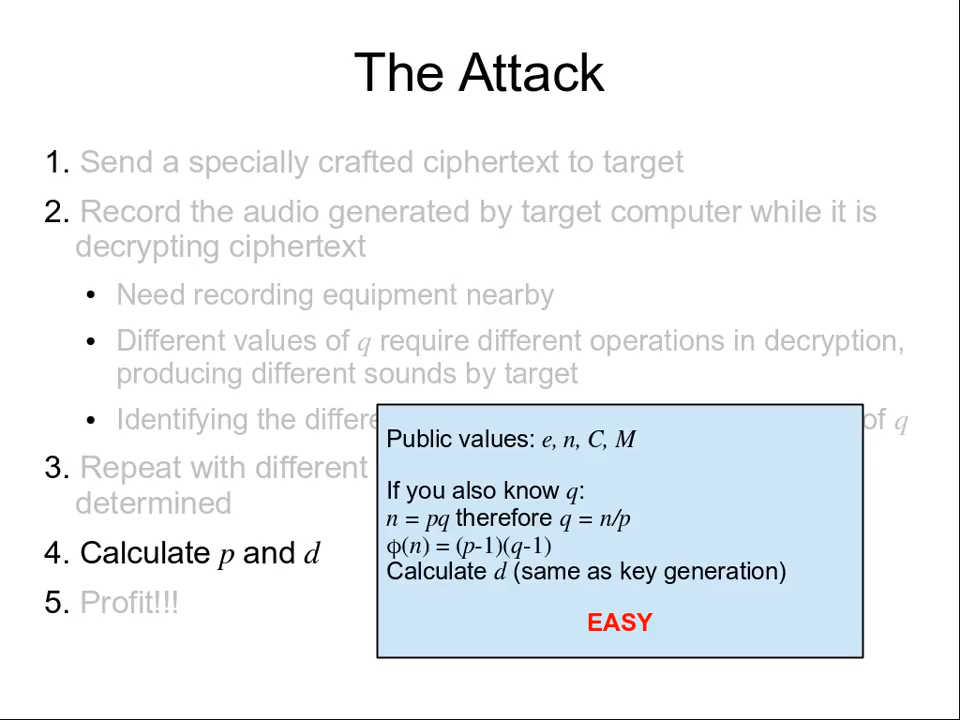 The Attack
1. Send a specially crafted ciphertext to target
2. Record the audio generated by target computer while it is
decrypting ciphertext
• Need recording equipment nearby
• Different values of q require different operations in decryption,
producing different sounds by target
• Identifying the of q
3. Repeat with different
determined
4. Calculate p and d
5. Profit!!!
Public values: e, n, C, M
If you also know q:
n = pq therefore q = n/p
ϕ(n) = (p-1)(q-1)
Calculate d (same as key generation)
EASY